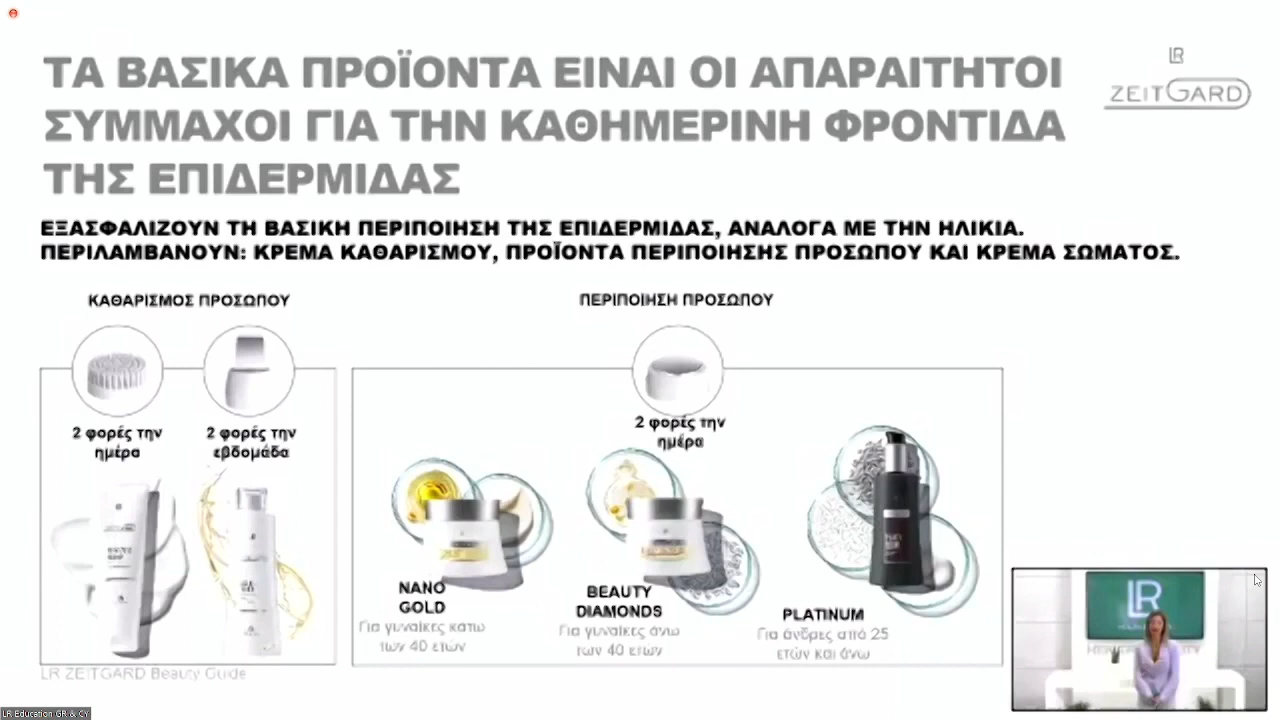 ΤΑ ΒΑΣΙΚΑ ΠΡΟΪΟΝΤΑ ΕΙΝΑΙ ΟΙ ΑΠΑΡΑΙΤΗΤΟΙ
ΣΥΜΜΑΧΟΙ ΓΙΑ ΤΗΝ ΚΑΘΗΜΕΡΙΝΗ ΦΡΟΝΤΙΔΑ
ΤΗΣ ΕΠΙΔΕΡΜΙΔΑΣ
LR
ZEITGARD
ΕΞΑΣΦΑΛΙΖΟΥΝ ΤΗ ΒΑΣΙΚΗ ΠΕΡΙΠΟΙΗΣΗ ΤΗΣ ΕΠΙΔΕΡΜΙΔΑΣ, ΑΝΑΛΟΓΑ ΜΕ ΤΗΝ ΗΛΙΚΙΑ.
ΠΕΡΙΛΑΜΒΑΝΟΥΝ: ΚΡΕΜΑ ΚΑΘΑΡΙΣΜΟΥ, ΠΡΟΪΟΝΤΑ ΠΕΡΙΠΟΙΗΣΗΣ ΠΡΟΣΩΠΟΥ ΚΑΙ ΚΡΕΜΑ ΣΩΜΑΤΟΣ.
ΚΑΘΑΡΙΣΜΟΣ ΠΡΟΣΩΠΟΥ
2 φορές την
ημέρα
2 φορές την
εβδομάδα
ΠΕΡΙΠΟΙΗΣΗ ΠΡΟΣΩΠΟΥ
2 φορές την
ημέρα
NANO
GOLD
Για γυναίκες κάτω
των 40 ετών
BEAUTY
DIAMONDS
Για γυναίκες άνω
των 40 ετών
PLATINUM
Για άνδρες από 25
ετών και άνω
LR ZEITGARD Beauty Guide
LR
LR Education GR & CY